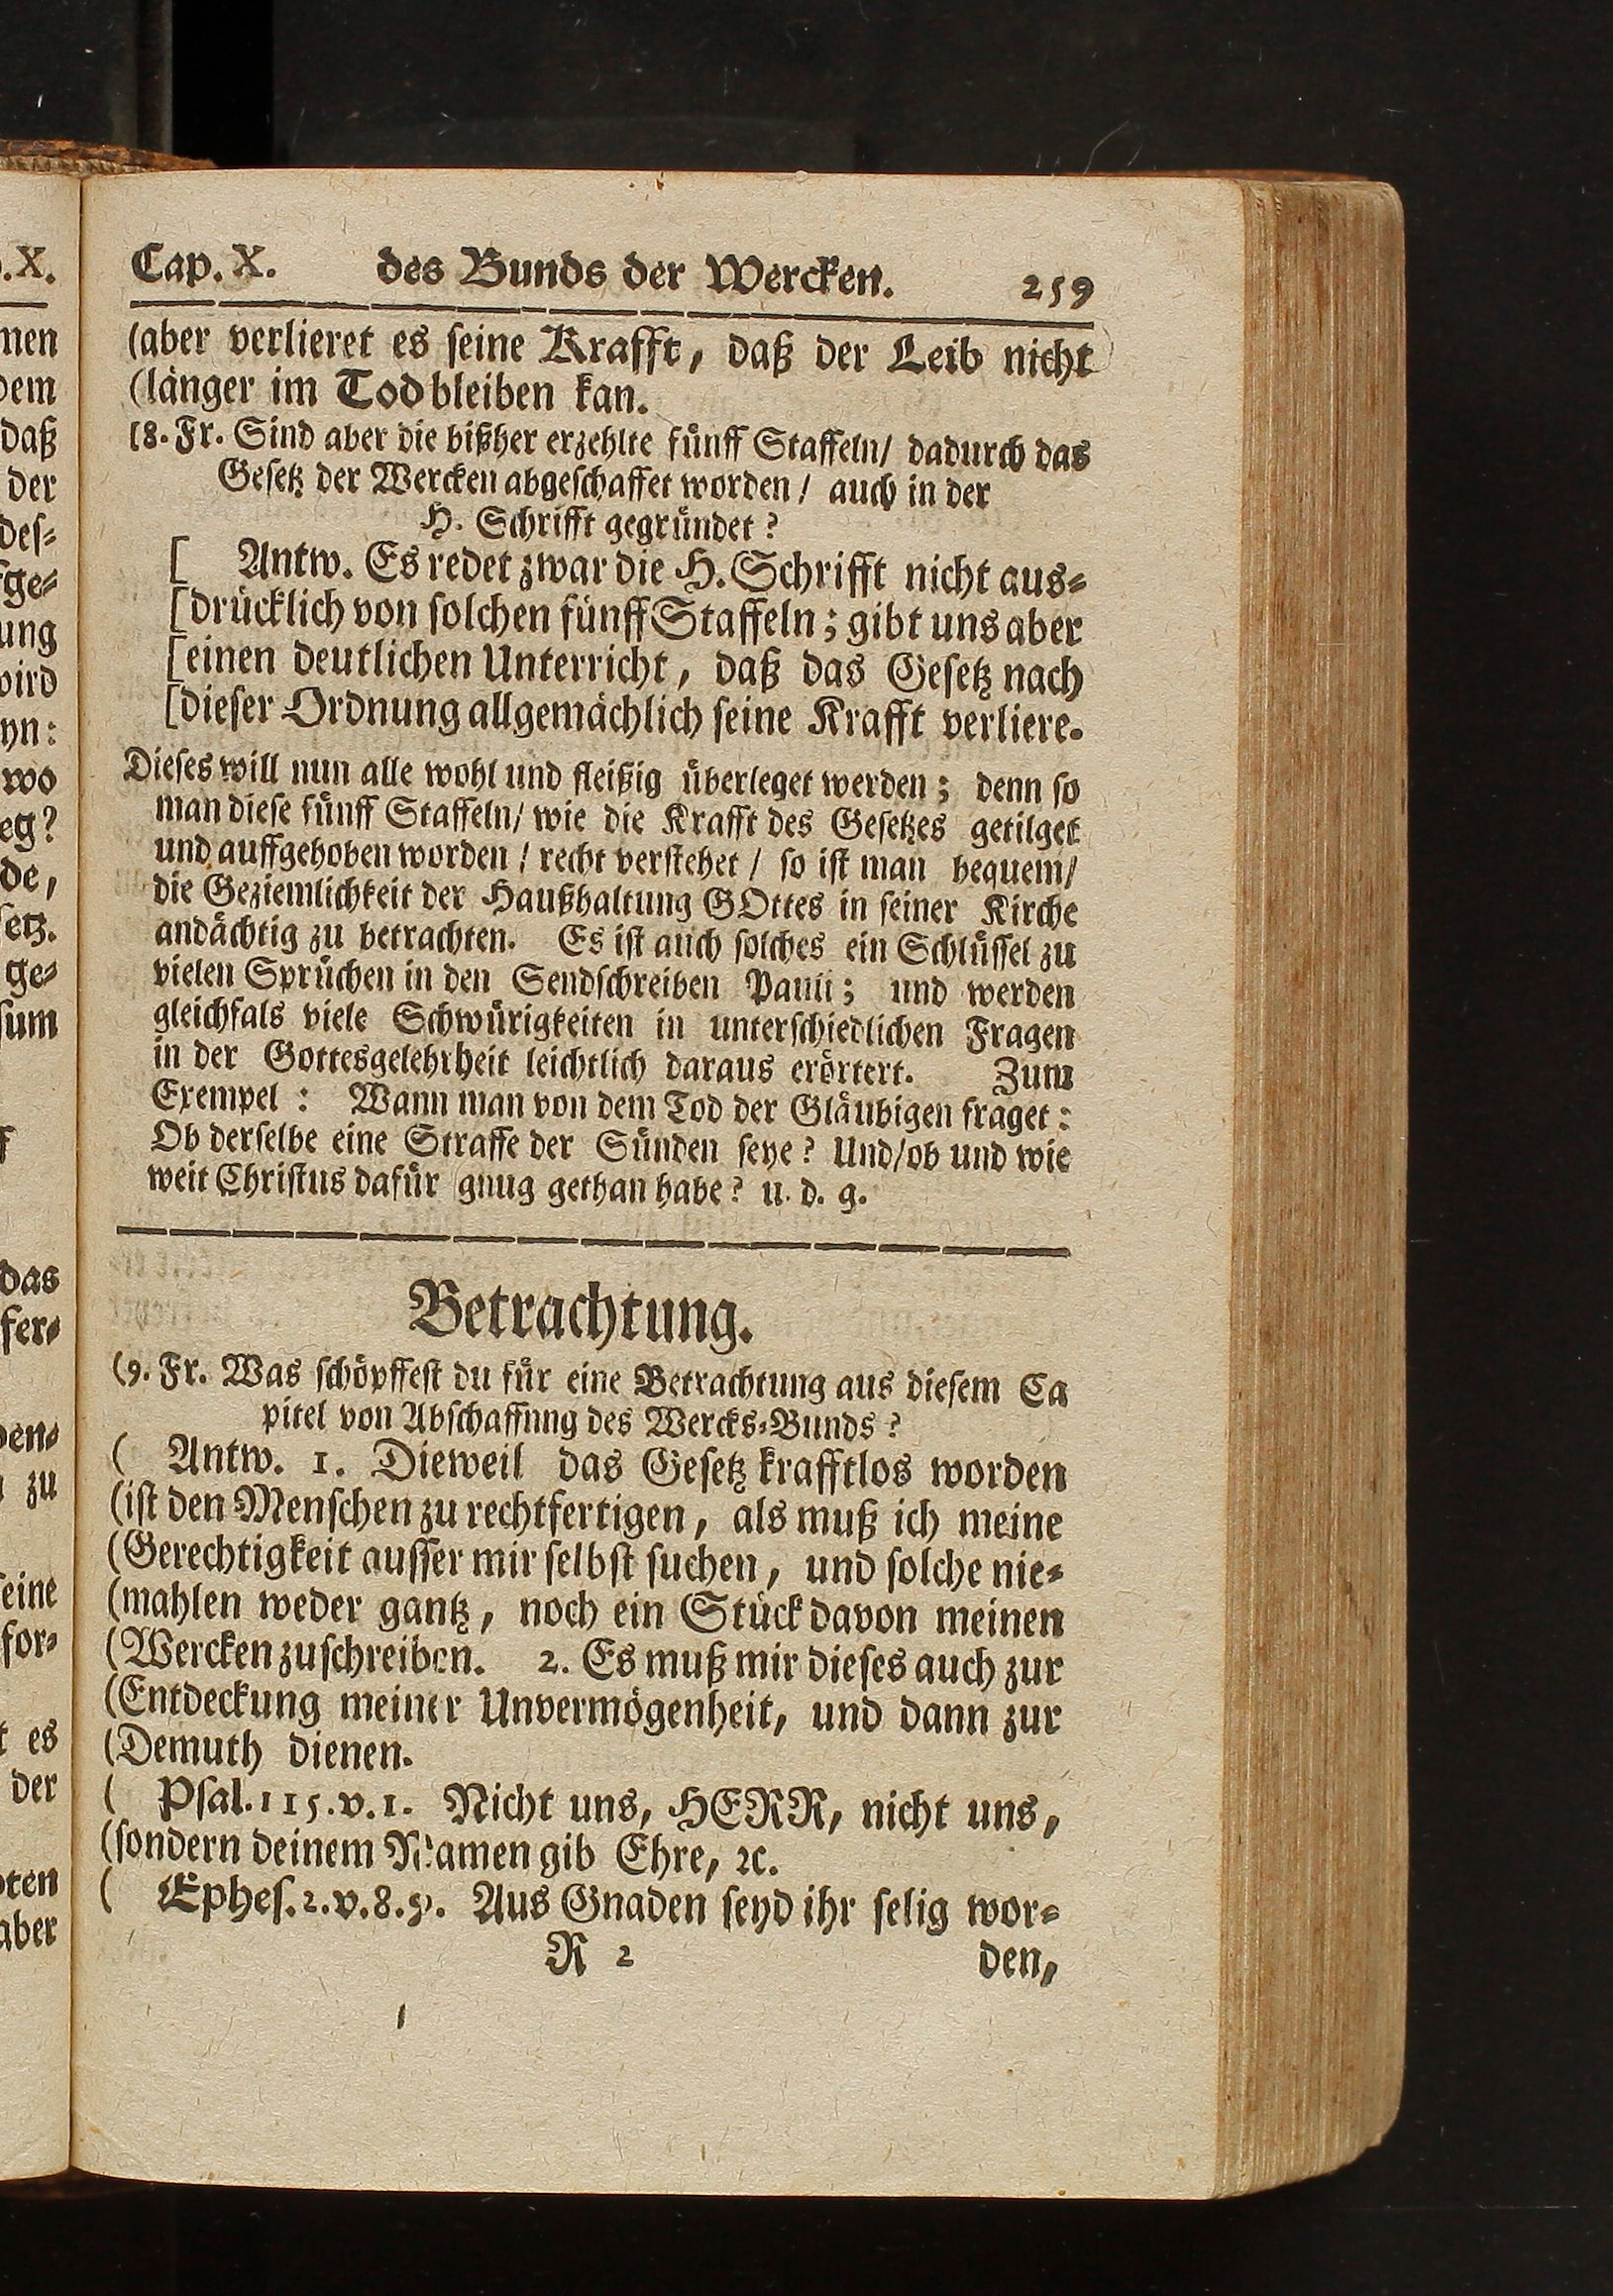 Cap. X. des Bunds der Wercken. 259
(aber verlieret es seine Krafft, daß der Leib nicht
(länger im Tod bleiben kan.
[8. Fr. Sind aber die bißher erzehlte fünff Staffeln/ dadurch das
Gesetz der Wercken abgeschaffet worden/ auch in der
H. Schrifft gegründet?
[ Antw. Es redet zwar die H. Schrifft nicht aus-
[drücklich von solchen fünff Staffeln; gibt uns aber
[einen deutlichen Unterricht, daß das Gesetz nach
[dieser Ordnung allgemächlich seine Krafft verliere.
Dieses will nun alle wohl und fleißig überleget werden; denn so
man diese fünff Staffeln/ wie die Krafft des Gesetzes getilget
und auffgehoben worden/ recht verstehet/ so ist man bequem/
die Geziemlichkeit der Haußhaltung GOttes in seiner Kirche
andächtig zu betrachten. Es ist auch solches ein Schlüssel zu
vielen Sprüchen in den Sendschreiben Pauli; und werden
gleichfals viele Schwürigkeiten in unterschiedlichen Fragen
in der Gottesgelehrheit leichtlich daraus erörtert. Zum
Exempel: Wann man von dem Tod der Gläubigen fraget:
Ob derselbe eine Straffe der Sünden seye? Und/ob und wie
weit Christus dafür gnug gethan habe? u. d. g.
Betrachtung.
(9. Fr. Was schöpffest du für eine Betrachtung aus diesem Ca
pitel von Abschaffung des Wercks-Bunds?
( Antw. 1. Dieweil das Gesetz krafftlos worden
(ist den Menschen zu rechtfertigen, als muß ich meine
(Gerechtigkeit ausser mir selbst suchen, und solche nie-
(mahlen weder gantz, noch ein Stück davon meinen
(Wercken zuschreiben. 2. Es muß mir dieses auch zur
(Entdeckung meiner Unvermögenheit, und dann zur
(Demuth dienen.
( Psal. 115. v. 1. Nicht uns, HERR, nicht uns,
(sondern deinem Namen gib Ehre, ꝛc.
( Ephes. 2. v. 8. 9. Aus Gnaden seyd ihr selig wor-
R 2 den,